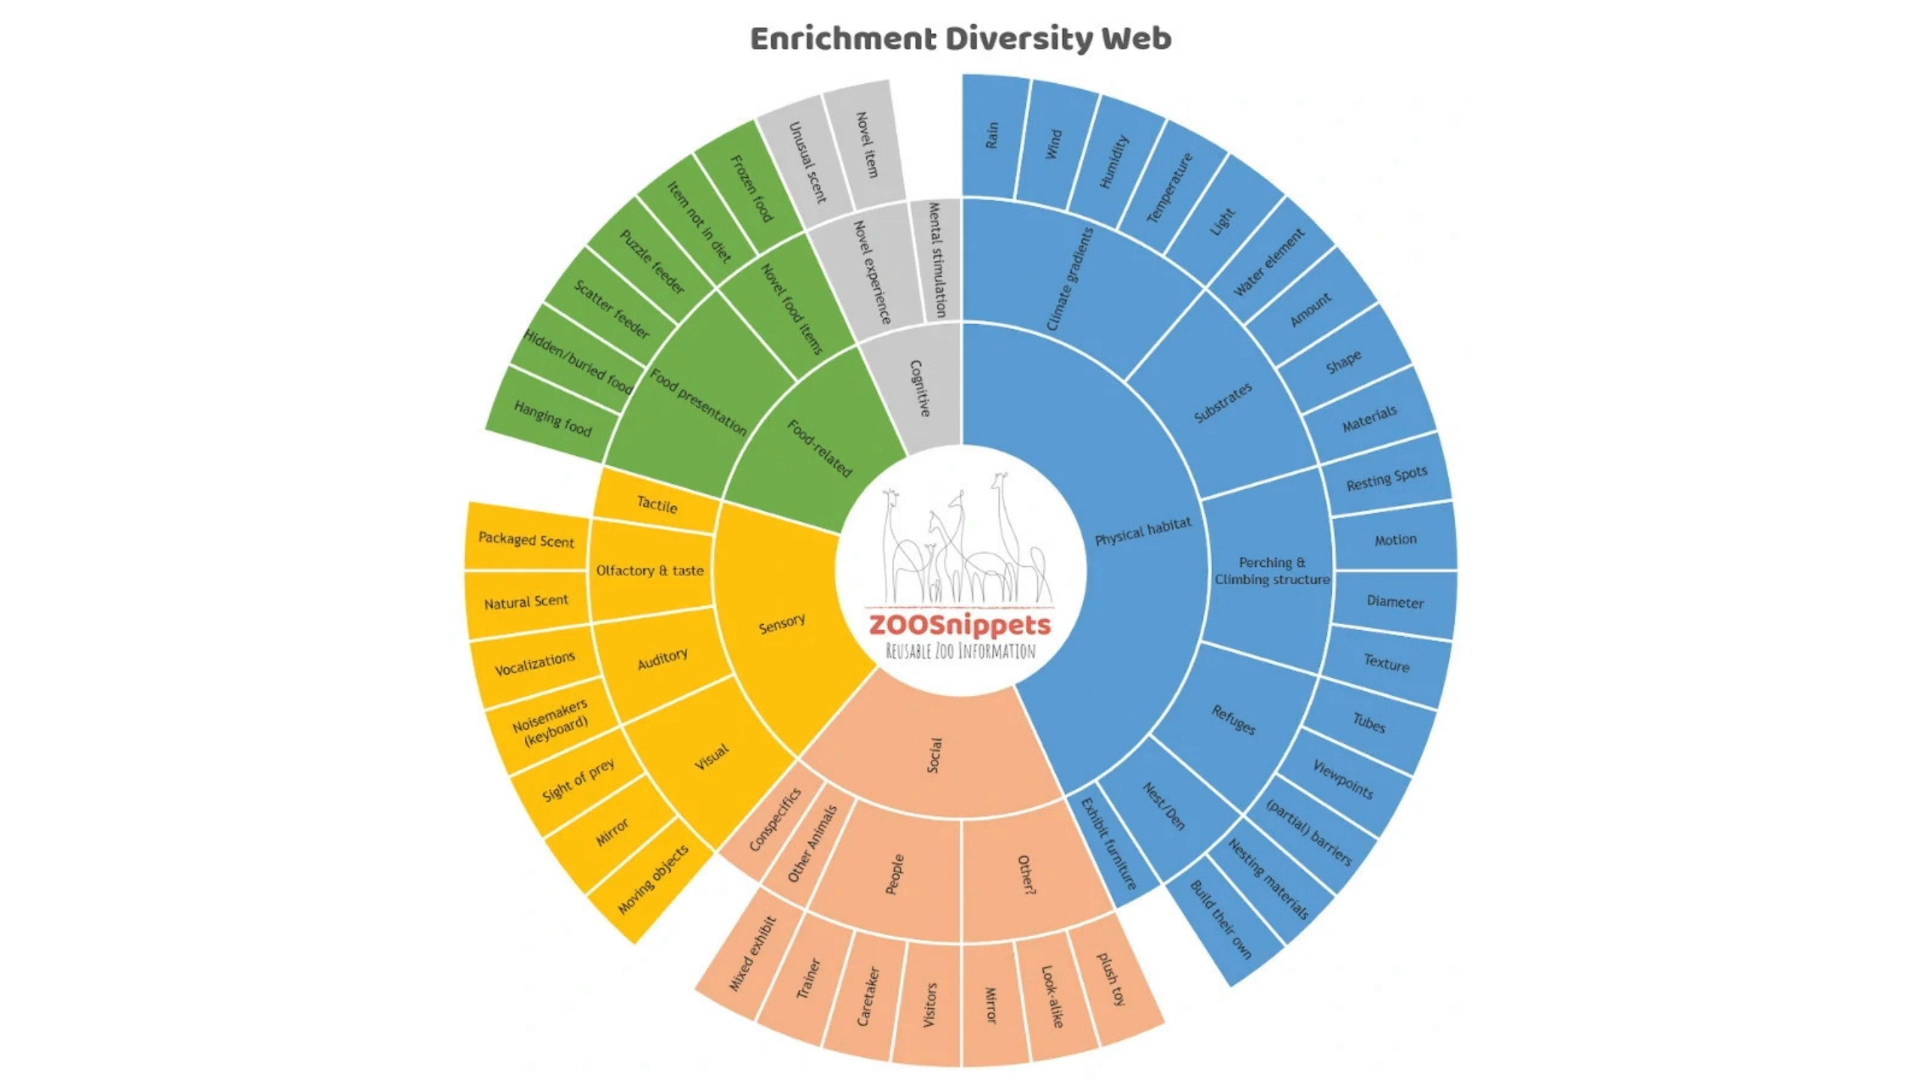 Enrichment Diversity Web
Rain
Wind
Humidity
Temperature
Light
Water element
Amount
Shape
Materials
Resting Spots
Motion
Diameter
Texture
Tubes
Viewpoints
(partial) barriers
Nesting materials
Build their own
Climate gradients
Substrates
Perching &
Climbing structure
Refuges
Nest/Den
Exhibit furniture
Physical habitat
Social
Other?
People
Other Animals
Conspecifics
plush toy
Look-alike
Mirror
Visitors
Caretaker
Trainer
Mixed exhibit
Sensory
Visual
Auditory
Olfactory & taste
Tactile
Moving objects
Mirror
Sight of prey
Noisemakers
(keyboard)
Vocalizations
Natural Scent
Packaged Scent
Food-related
Food presentation
Novel food items
Hanging food
Hidden/buried food
Scatter feeder
Puzzle feeder
Item not in diet
Frozen food
Cognitive
Novel experience
Mental stimulation
Unusual scent
Novel item
ZOOSnippets
REUSABLE ZOO INFORMATION